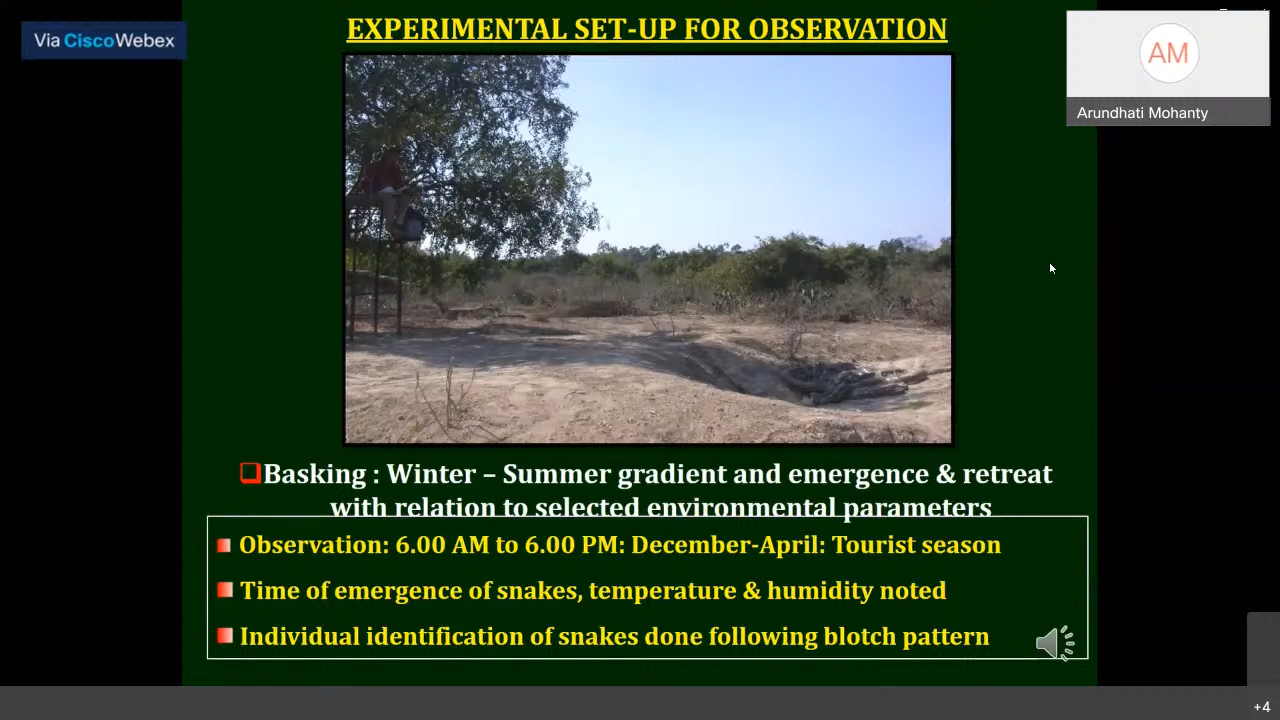 Via CiscoWebex
EXPERIMENTAL SET-UP FOR OBSERVATION
AM
Arundhati Mohanty
Basking : Winter – Summer gradient and emergence & retreat
with relation to selected environmental parameters
Observation: 6.00 AM to 6.00 PM: December-April: Tourist season
Time of emergence of snakes, temperature & humidity noted
Individual identification of snakes done following blotch pattern
+4